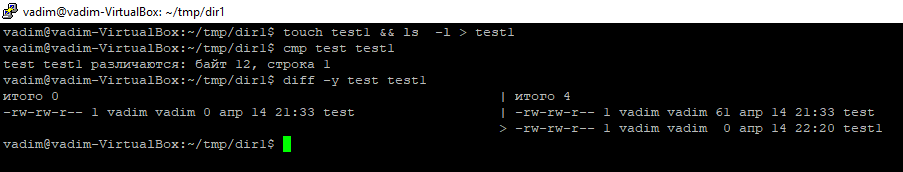 vadim@vadim-VirtualBox: ~/tmp/dir1
vadim@vadim-VirtualBox:~/tmp/dir1$ touch test1 && ls  -l > test1
vadim@vadim-VirtualBox:~/tmp/dir1$ cmp test test1
test test1 различаются: байт 12, строка 1
vadim@vadim-VirtualBox:~/tmp/dir1$ diff -y test test1
итого 0                                                       | итого 4
-rw-rw-r-- 1 vadim vadim 0 апр 14 21:33 test                  | -rw-rw-r-- 1 vadim vadim 61 апр 14 21:33 test
                                                              > -rw-rw-r-- 1 vadim vadim  0 апр 14 22:20 test1
vadim@vadim-VirtualBox:~/tmp/dir1$